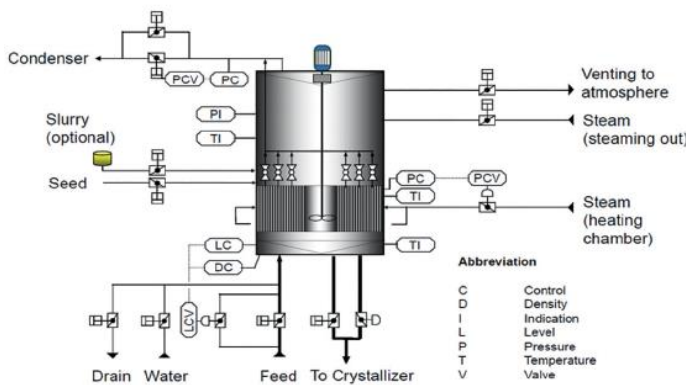 Condenser
PCV
PC
Venting to
atmosphere
PI
Slurry
(optional)
TI
Steam
(steaming out)
Seed
PC
PCV
TI
Steam
(heating
chamber)
LC
TI
DC
LCV
Abbreviation
C Control
D Density
I Indication
L Level
P Pressure
T Temperature
V Valve
Drain
Water
Feed
To Crystallizer